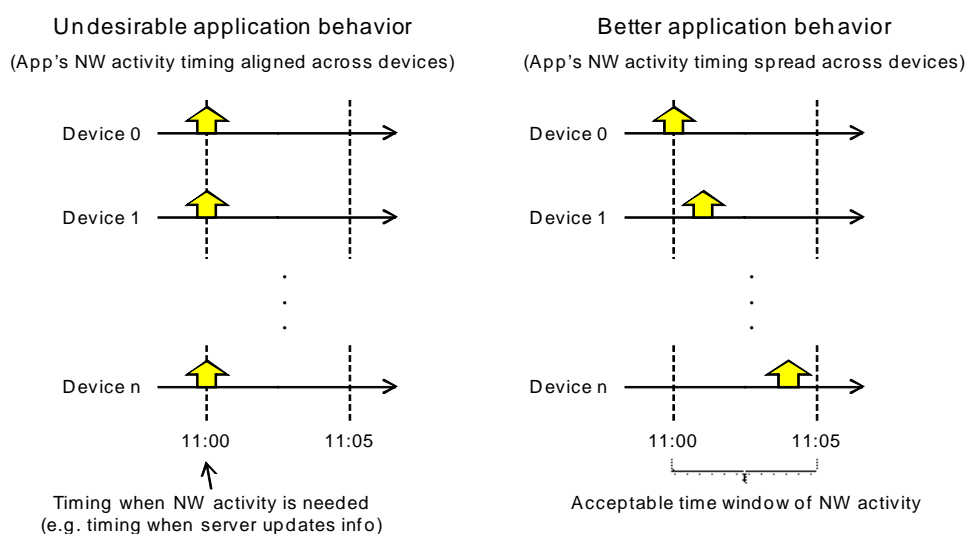 Undesirable application behavior
(App's NW activity timing aligned across devices)
Device 0
Device 1
Device n
11:00
11:05
Timing when NW activity is needed
(e.g. timing when server updates info)
Better application behavior
(App's NW activity timing spread across devices)
Device 0
Device 1
Device n
11:00
11:05
Acceptable time window of NW activity